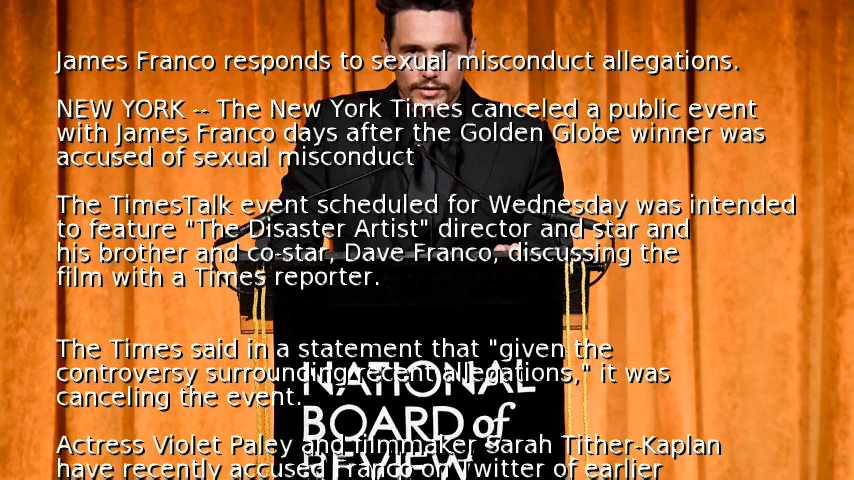 James Franco responds to sexual misconduct allegations.
NEW YORK -- The New York Times canceled a public event
with James Franco days after the Golden Globe winner was
accused of sexual misconduct
The TimesTalk event scheduled for Wednesday was intended
to feature "The Disaster Artist" director and star and
his brother and co-star, Dave Franco, discussing the
film with a Times reporter.
The Times said in a statement that "given the
controversy surrounding recent allegations," it was
canceling the event.
Actress Violet Paley and filmmaker Sarah Tither-Kaplan
have recently accused Franco on Twitter of earlier
NATIONAL
BOARD of
REVIEW